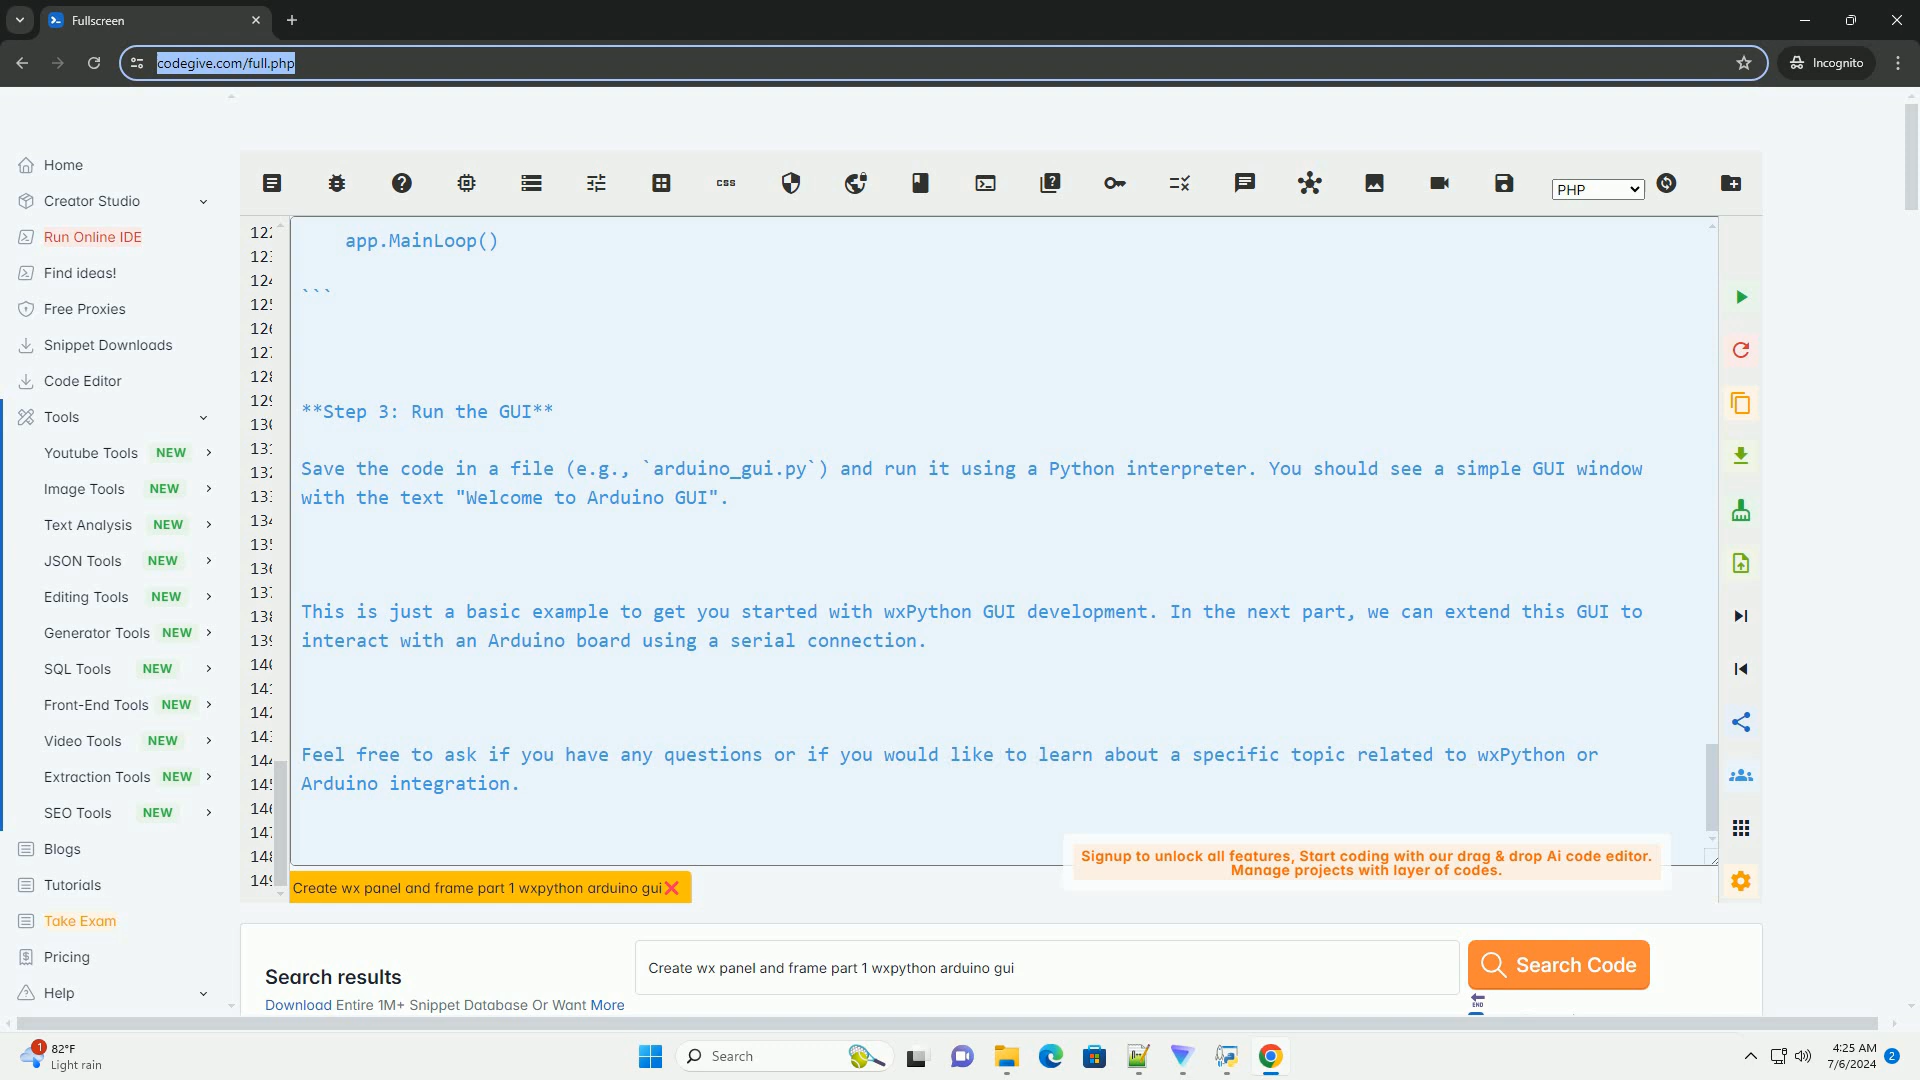 Fullscreen
codegive.com/full.php
Incognito
Home
Creator Studio
Run Online IDE
Find ideas!
Free Proxies
Snippet Downloads
Code Editor
Tools
Youtube Tools NEW
Image Tools NEW
Text Analysis NEW
JSON Tools NEW
Editing Tools NEW
Generator Tools NEW
SQL Tools NEW
Front-End Tools NEW
Video Tools NEW
Extraction Tools NEW
SEO Tools NEW
Blogs
Tutorials
Take Exam
Pricing
Help
css
PHP
app.MainLoop()
```
**Step 3: Run the GUI**
Save the code in a file (e.g., `arduino_gui.py`) and run it using a Python interpreter. You should see a simple GUI window
with the text "Welcome to Arduino GUI".
This is just a basic example to get you started with wxPython GUI development. In the next part, we can extend this GUI to
interact with an Arduino board using a serial connection.
Feel free to ask if you have any questions or if you would like to learn about a specific topic related to wxPython or
Arduino integration.
Signup to unlock all features, Start coding with our drag & drop Ai code editor.
Manage projects with layer of codes.
Create wx panel and frame part 1 wxpython arduino gui
Search results
Download Entire 1M+ Snippet Database Or Want More
Create wx panel and frame part 1 wxpython arduino gui
Search Code
END
1
82°F
Light rain
Search
4:25 AM
7/6/2024
2